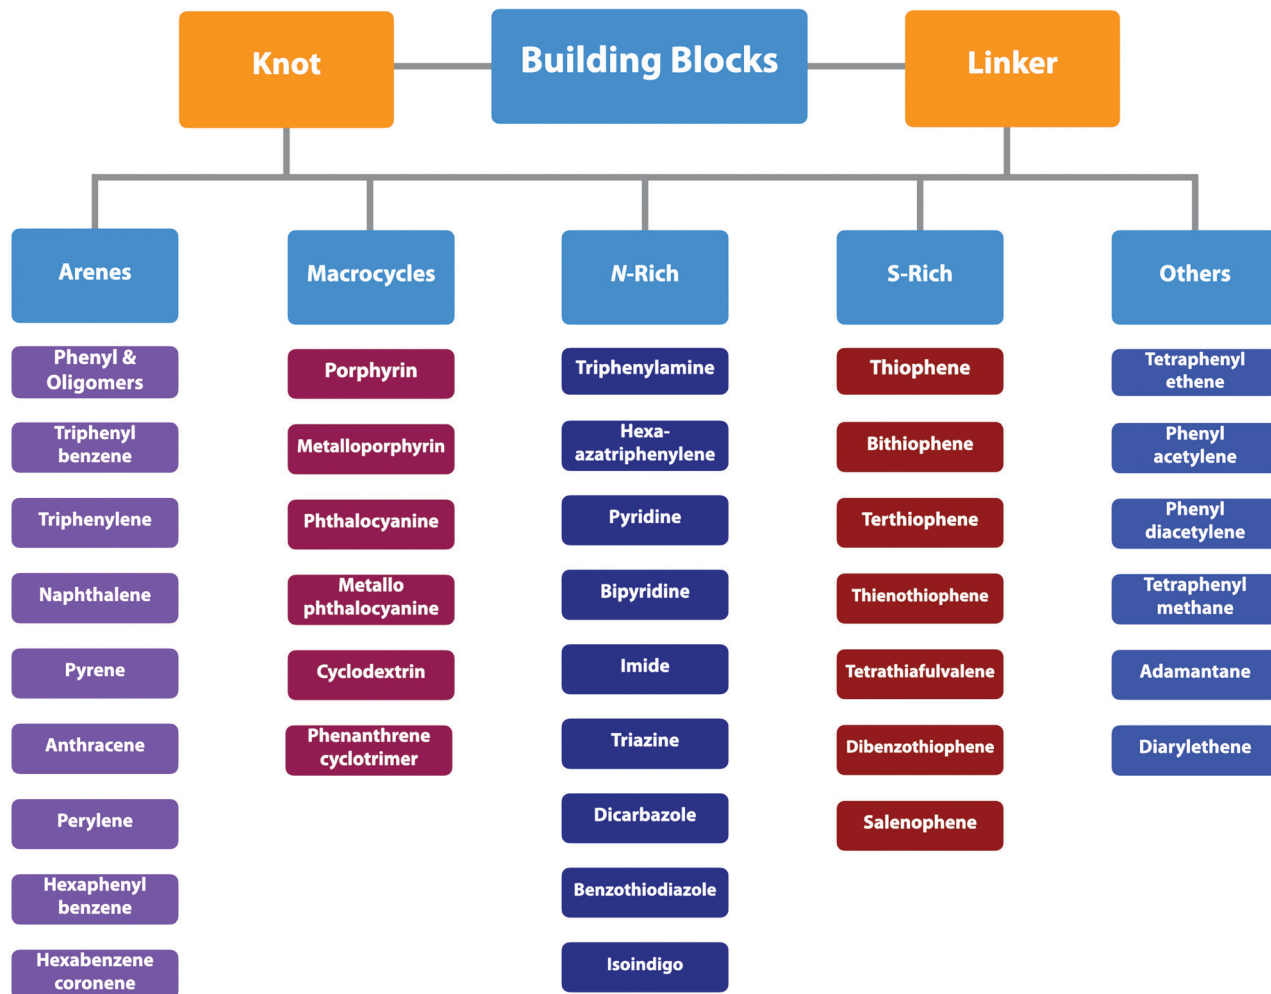 Knot
Building Blocks
Linker
Arenes
Macrocycles
N-Rich
S-Rich
Others
Phenyl &
Oligomers
Triphenyl
benzene
Triphenylene
Naphthalene
Pyrene
Anthracene
Perylene
Hexaphenyl
benzene
Hexabenzene
coronene
Porphyrin
Metalloporphyrin
Phthalocyanine
Metallo
phthalocyanine
Cyclodextrin
Phenanthrene
cyclotrimer
Triphenylamine
Hexa-
azatriphenylene
Pyridine
Bipyridine
Imide
Triazine
Dicarbazole
Benzothiodiazole
Isoindigo
Thiophene
Bithiophene
Terthiophene
Thienothiophene
Tetrathiafulvalene
Dibenzothiophene
Salenophene
Tetraphenyl
ethene
Phenyl
acetylene
Phenyl
diacetylene
Tetraphenyl
methane
Adamantane
Diarylethene